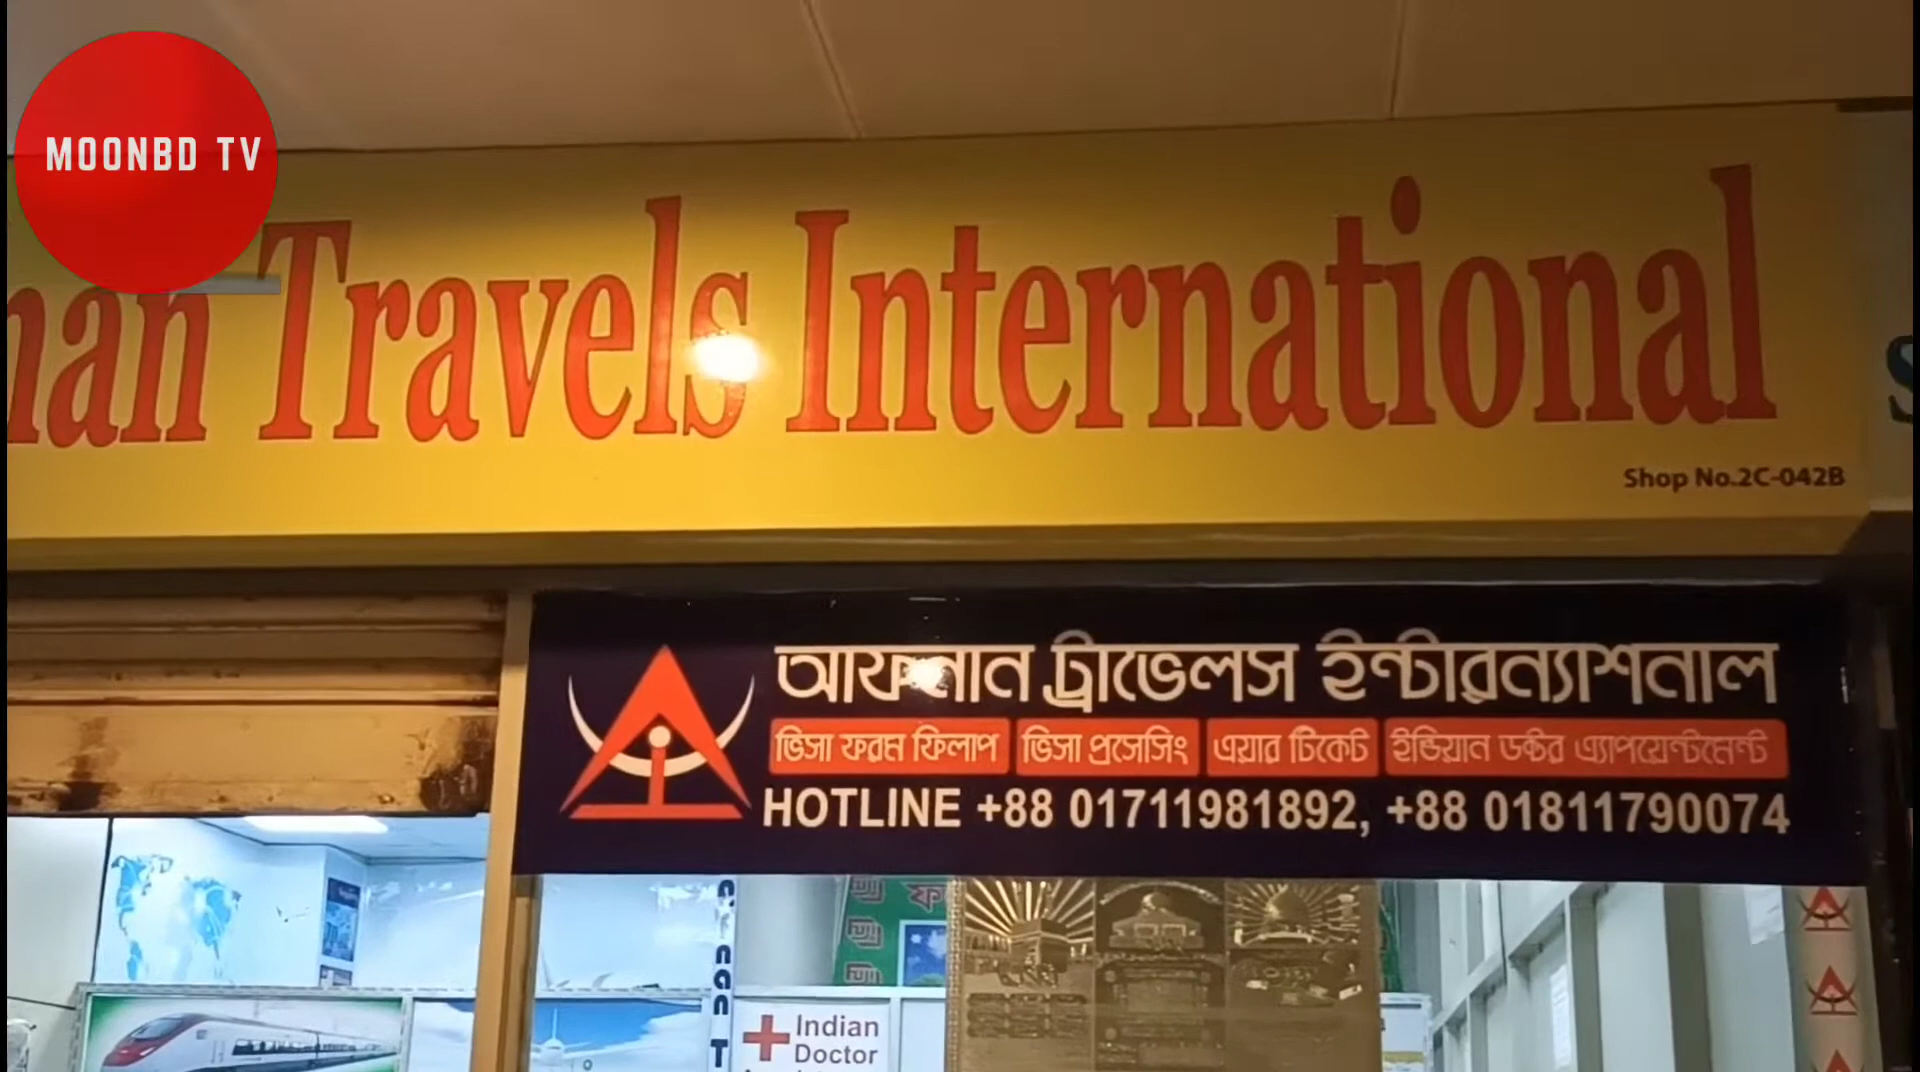 MOONBD TV
Travels International
Shop No.2C-042B
আফনান ট্রাভেলস ইন্টারন্যাশনাল
ভিসা ফরম ফিলাপ ভিসা প্রসেসিং এয়ার টিকেট ইন্ডিয়ান ডক্টর এ্যাপয়েন্টমেন্ট
HOTLINE +88 01711981892, +88 01811790074
Indian
Doctor